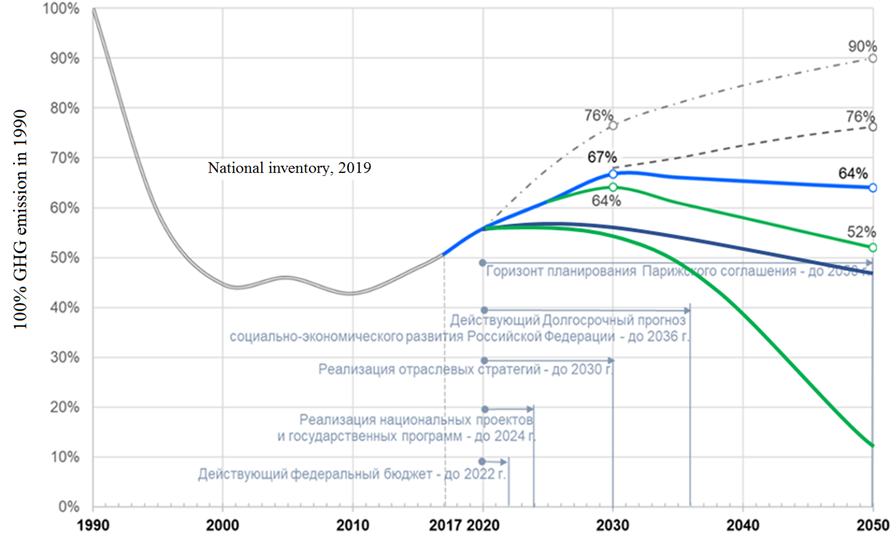 100% GHG emission in 1990
100%
90%
80%
70%
60%
50%
40%
30%
20%
10%
0%
National inventory, 2019
90%
76%
76%
67%
64%
64%
52%
Горизонт планирования Парижского соглашения - до 2050 г.
Действующий Долгосрочный прогноз
социально-экономического развития Российской Федерации - до 2036 г.
Реализация отраслевых стратегий - до 2030 г.
Реализация национальных проектов
и государственных программ - до 2024 г.
Действующий федеральный бюджет - до 2022 г.
1990 2000 2010 2017 2020 2030 2040 2050